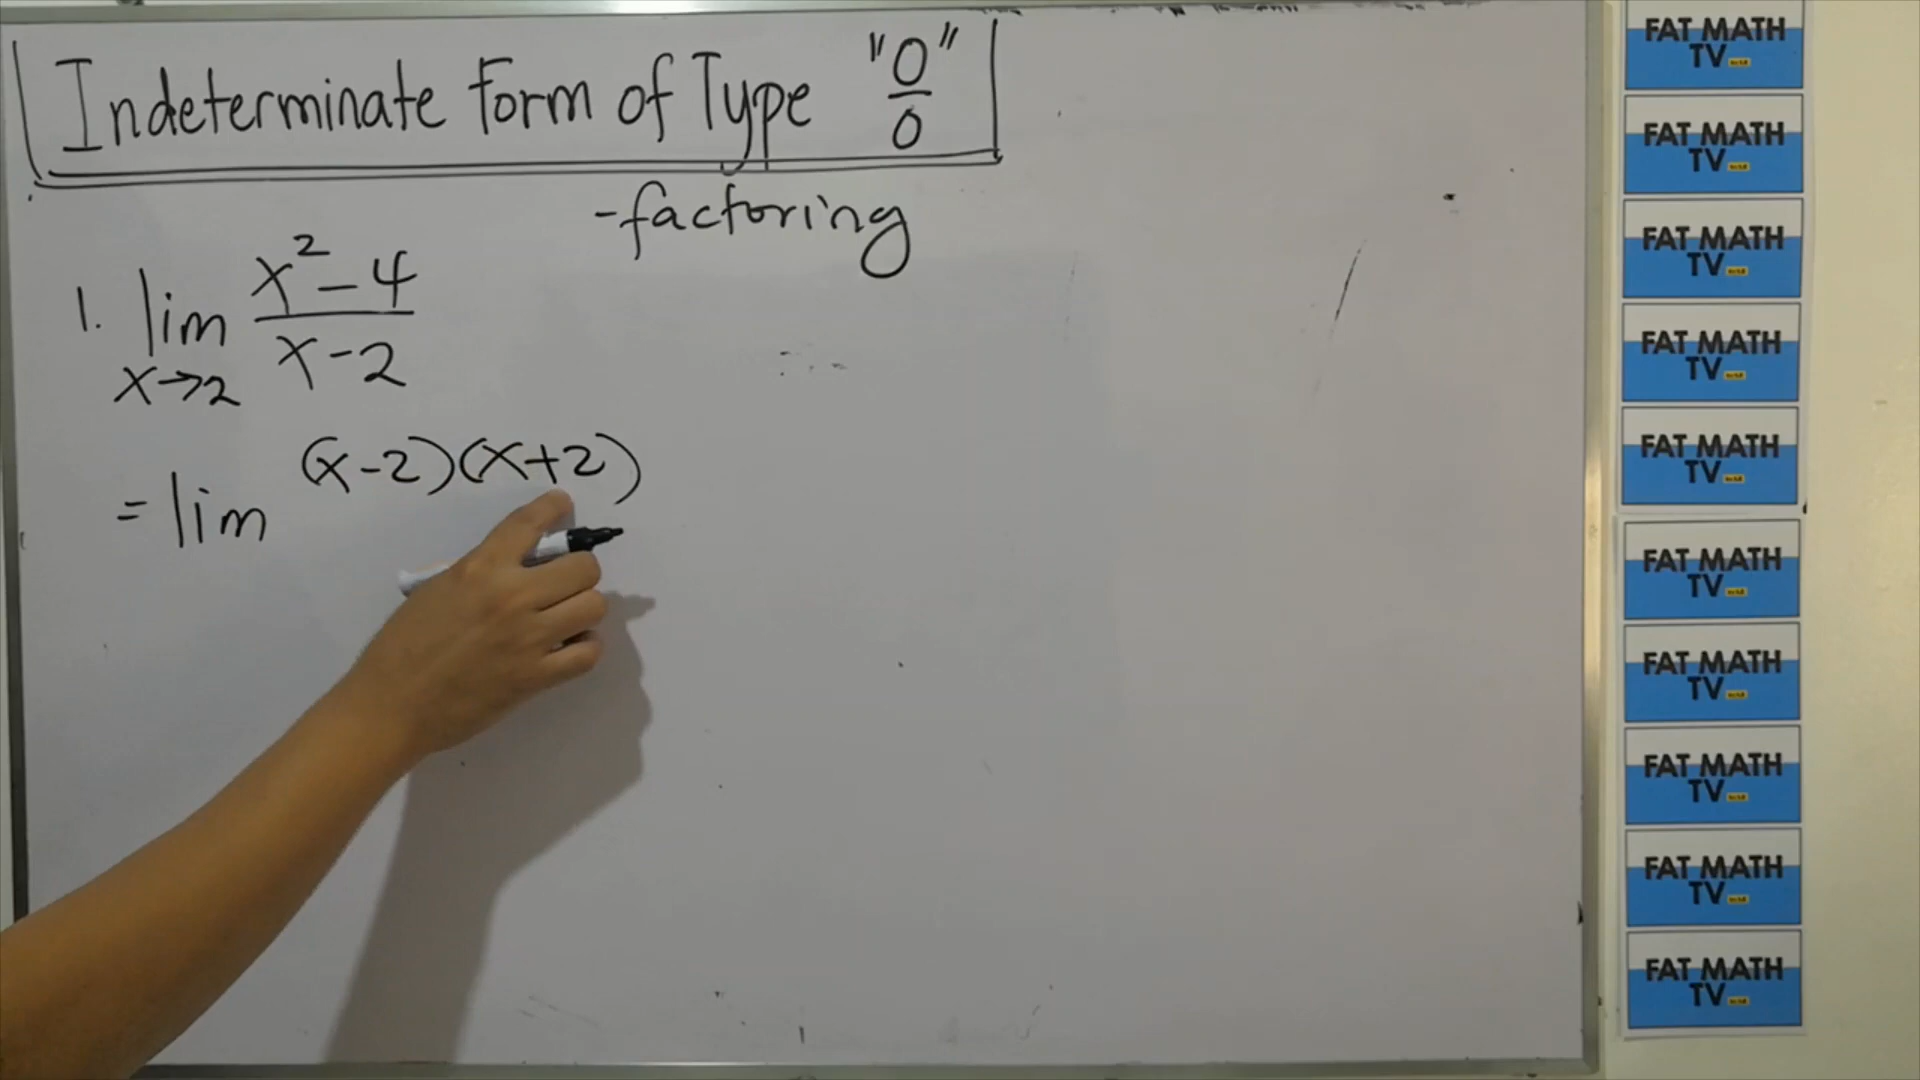 Indeterminate Form of Type "0/0"
-factoring
1. lim x→2 x²-4 / x-2
= lim (x-2)(x+2)
FAT MATH
TV
FAT MATH
TV
FAT MATH
TV
FAT MATH
TV
FAT MATH
TV
FAT MATH
TV
FAT MATH
TV
FAT MATH
TV
FAT MATH
TV
FAT MATH
TV